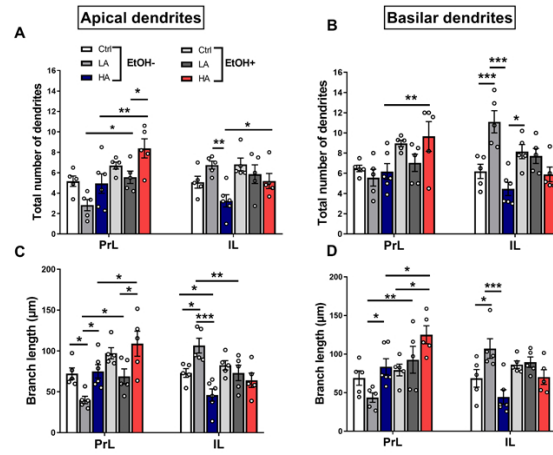 Apical dendrites
Basilar dendrites
A
Ctrl
LA
HA
EtOH-
Ctrl
LA
HA
EtOH+
Total number of dendrites
16
14
12
10
8
6
4
2
0
** *
*
**
*
PrL
IL
B
Total number of dendrites
16
14
12
10
8
6
4
2
0
**
***
***
*
PrL
IL
C
Branch length (µm)
200
150
100
50
0
*
*
* *
*
**
*
*
***
PrL
IL
D
Branch length (µm)
200
150
100
50
0
*
**
*
*
***
*
PrL
IL